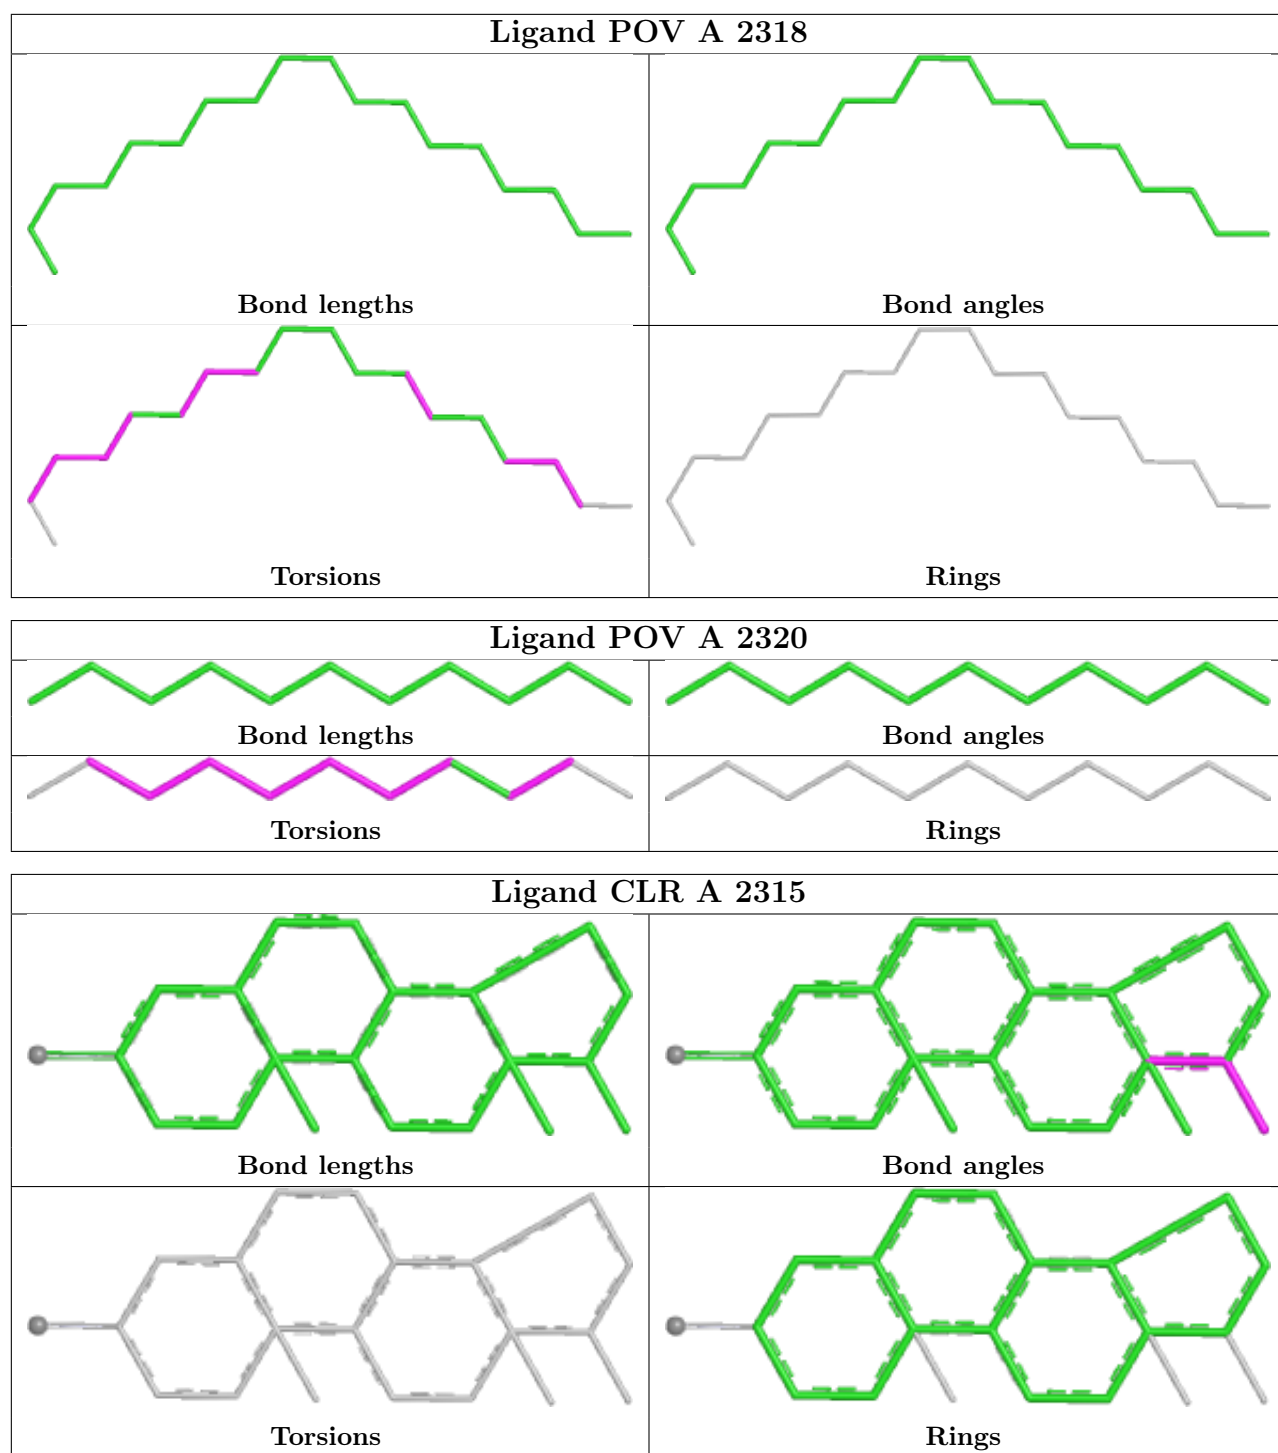 Ligand POV A 2318
Bond lengths
Bond angles
Torsions
Rings
Ligand POV A 2320
Bond lengths
Bond angles
Torsions
Rings
Ligand CLR A 2315
Bond lengths
Bond angles
Torsions
Rings